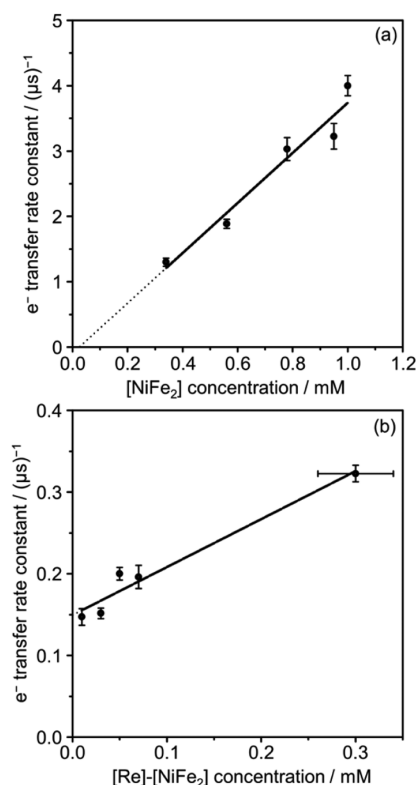 (a)
e⁻ transfer rate constant / (μs)⁻¹
5
4
3
2
1
0
0.0 0.2 0.4 0.6 0.8 1.0 1.2
[NiFe₂] concentration / mM
(b)
e⁻ transfer rate constant / (μs)⁻¹
0.4
0.3
0.2
0.1
0.0
0.0 0.1 0.2 0.3
[Re]-[NiFe₂] concentration / mM